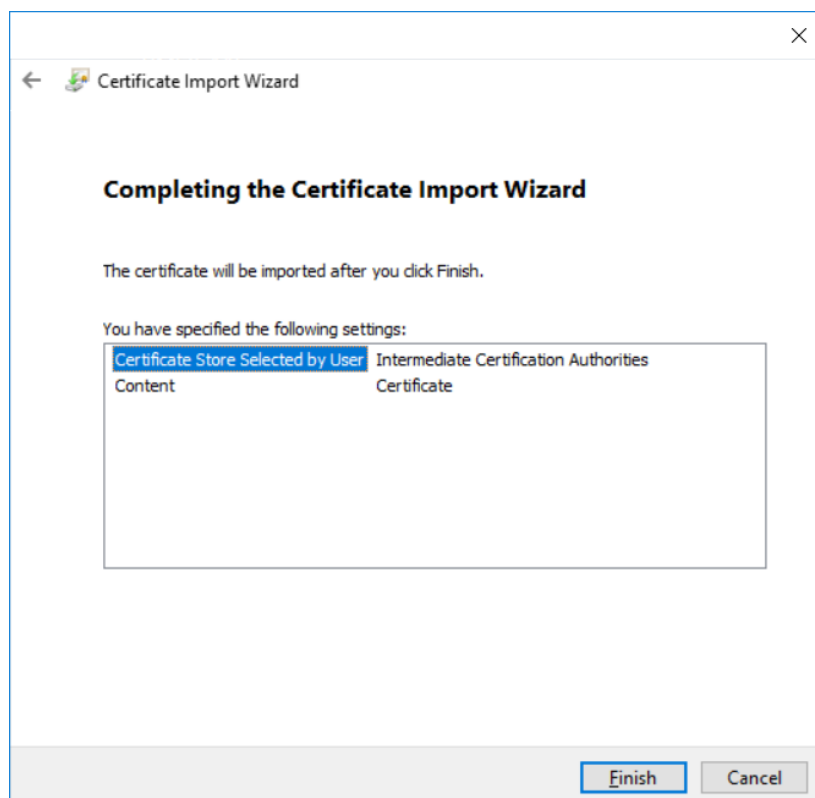 Certificate Import Wizard
Completing the Certificate Import Wizard
The certificate will be imported after you click Finish.
You have specified the following settings:
Certificate Store Selected by User Intermediate Certification Authorities
Content Certificate
Finish Cancel